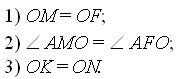 1) OM = OF;
2) ∠ AMO = ∠ AFO;
3) OK = ON.